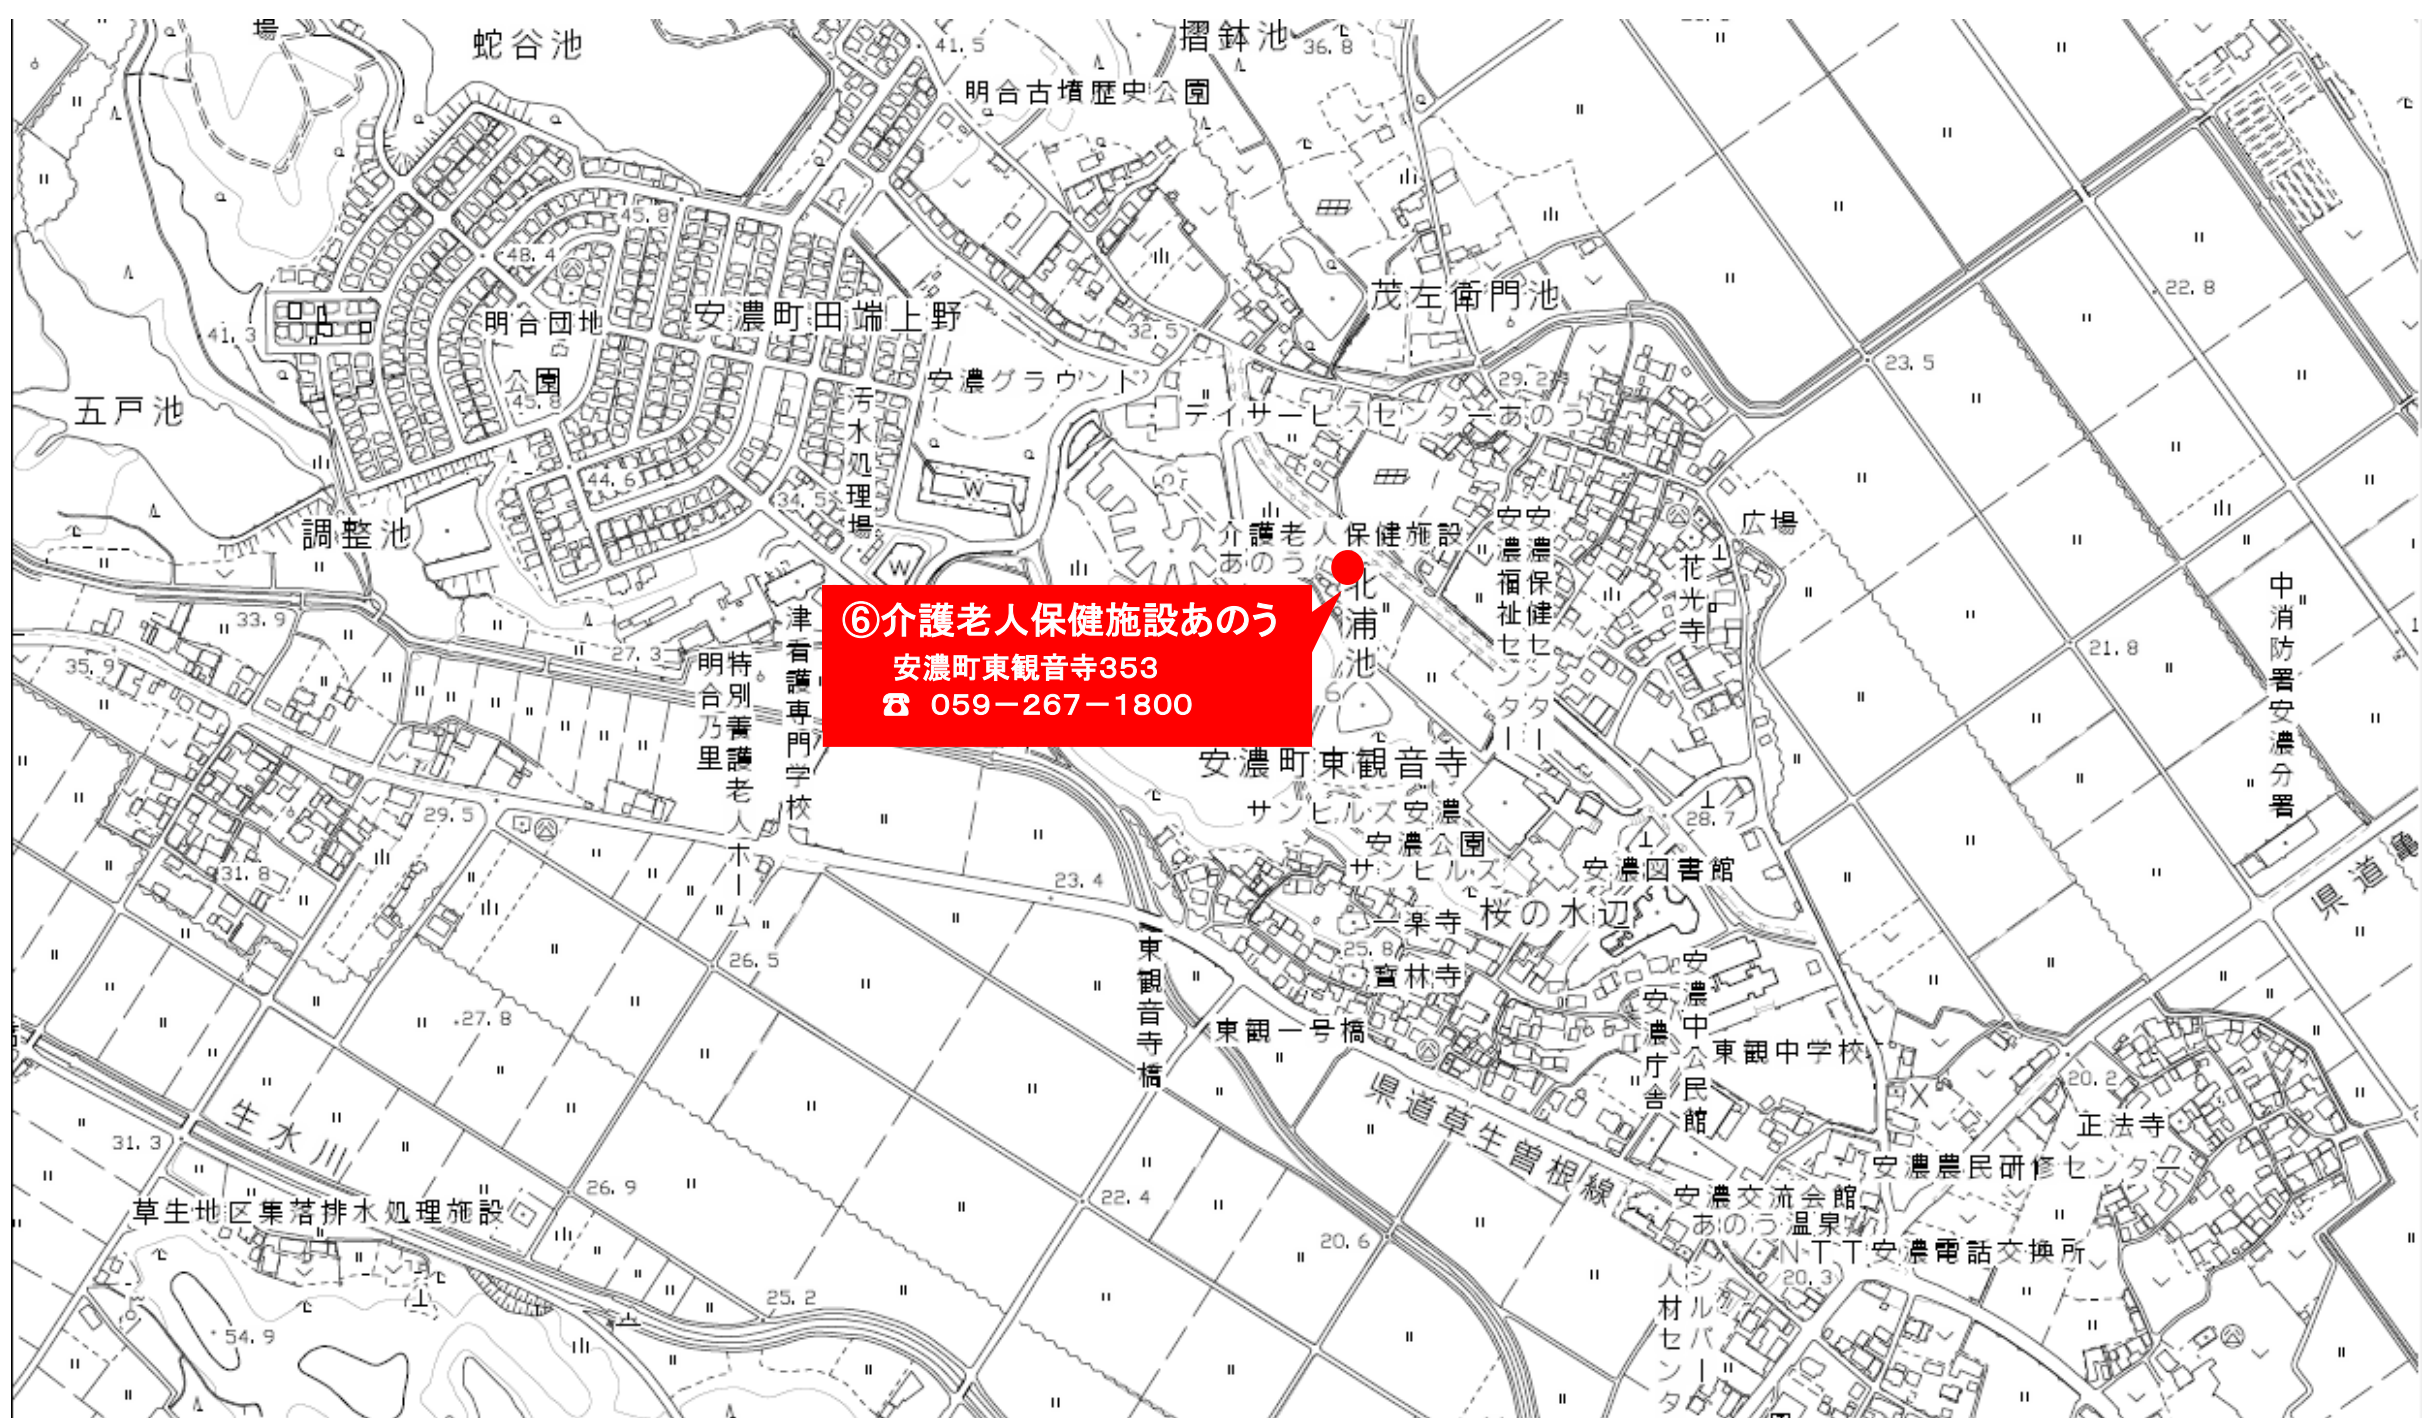 場
蛇谷池
41.5
摺鉢池
36.8
明合古墳歴史公園
45.8
48.4
明合団地
安濃町田端上野
茂左衛門池
22.8
41.3
32.5
23.5
公園
45.8
安濃グラウンド
29.2
五戸池
デイサービスセンターあのう
汚水処理場
44.6
34.5
W
調整池
介護老人保健施設
あのう
安濃福祉センター
安濃保健センター
広場
花光寺
W
北浦池
中消防署安濃分署
⑥介護老人保健施設あのう
安濃町東観音寺353
☎ 059-267-1800
33.9
27.3
35.9
21.8
特別養護老人ホーム
明合乃里
津看護専門学校
安濃町東観音寺
サンヒルズ安濃
安濃公園
サンヒルズ
28.7
29.5
安濃図書館
31.8
23.4
県道亀
一楽寺
桜の水辺
25.8
寶林寺
26.5
東観音寺橋
安濃中公民館
安濃庁舎
27.8
東観一号橋
東観中学校
20.2
県道草生曽根線
正法寺
生水川
31.3
安濃農民研修センター
26.9
22.4
安濃交流会館
草生地区集落排水処理施設
あのう温泉
20.6
NTT安濃電話交換所
20.3
シルバー
人材センタ
25.2
54.9